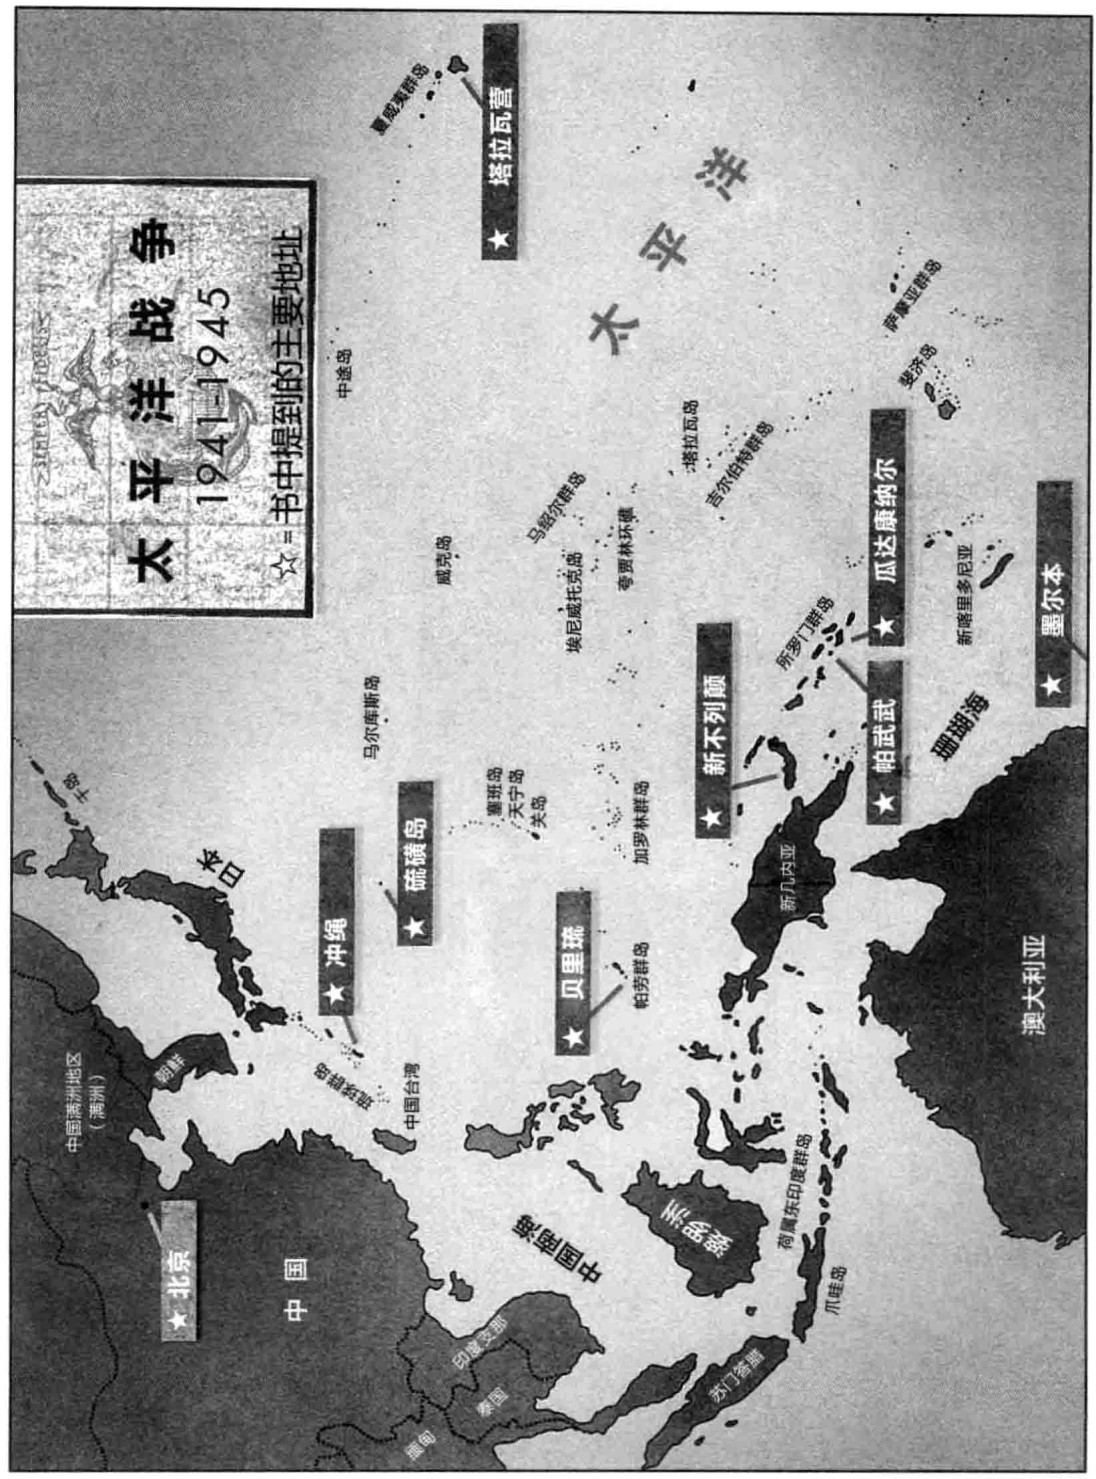 太平洋战争
1941-1945
☆=书中提到的主要地址
夏威夷群岛
★ 塔拉瓦营
太平洋
中途岛
萨摩亚群岛
斐济岛
塔拉瓦岛
吉尔伯特群岛
★ 瓜达康纳尔
马绍尔群岛
夸贾林环礁
威克岛
埃尼威托克岛
新喀里多尼亚
★ 墨尔本
所罗门群岛
★ 新不列颠
★ 帕武武
珊瑚海
马尔库斯岛
千岛
塞班岛
天宁岛
关岛
加罗林群岛
日本
★ 硫磺岛
★ 冲绳
★ 贝里琉
帕劳群岛
新几内亚
澳大利亚
中国满洲地区
(满洲)
朝鲜
琉球群岛
中国台湾
★ 北京
中国
中国南海
婆罗洲
荷属东印度群岛
爪哇岛
印度支那
泰国
缅甸
苏门答腊